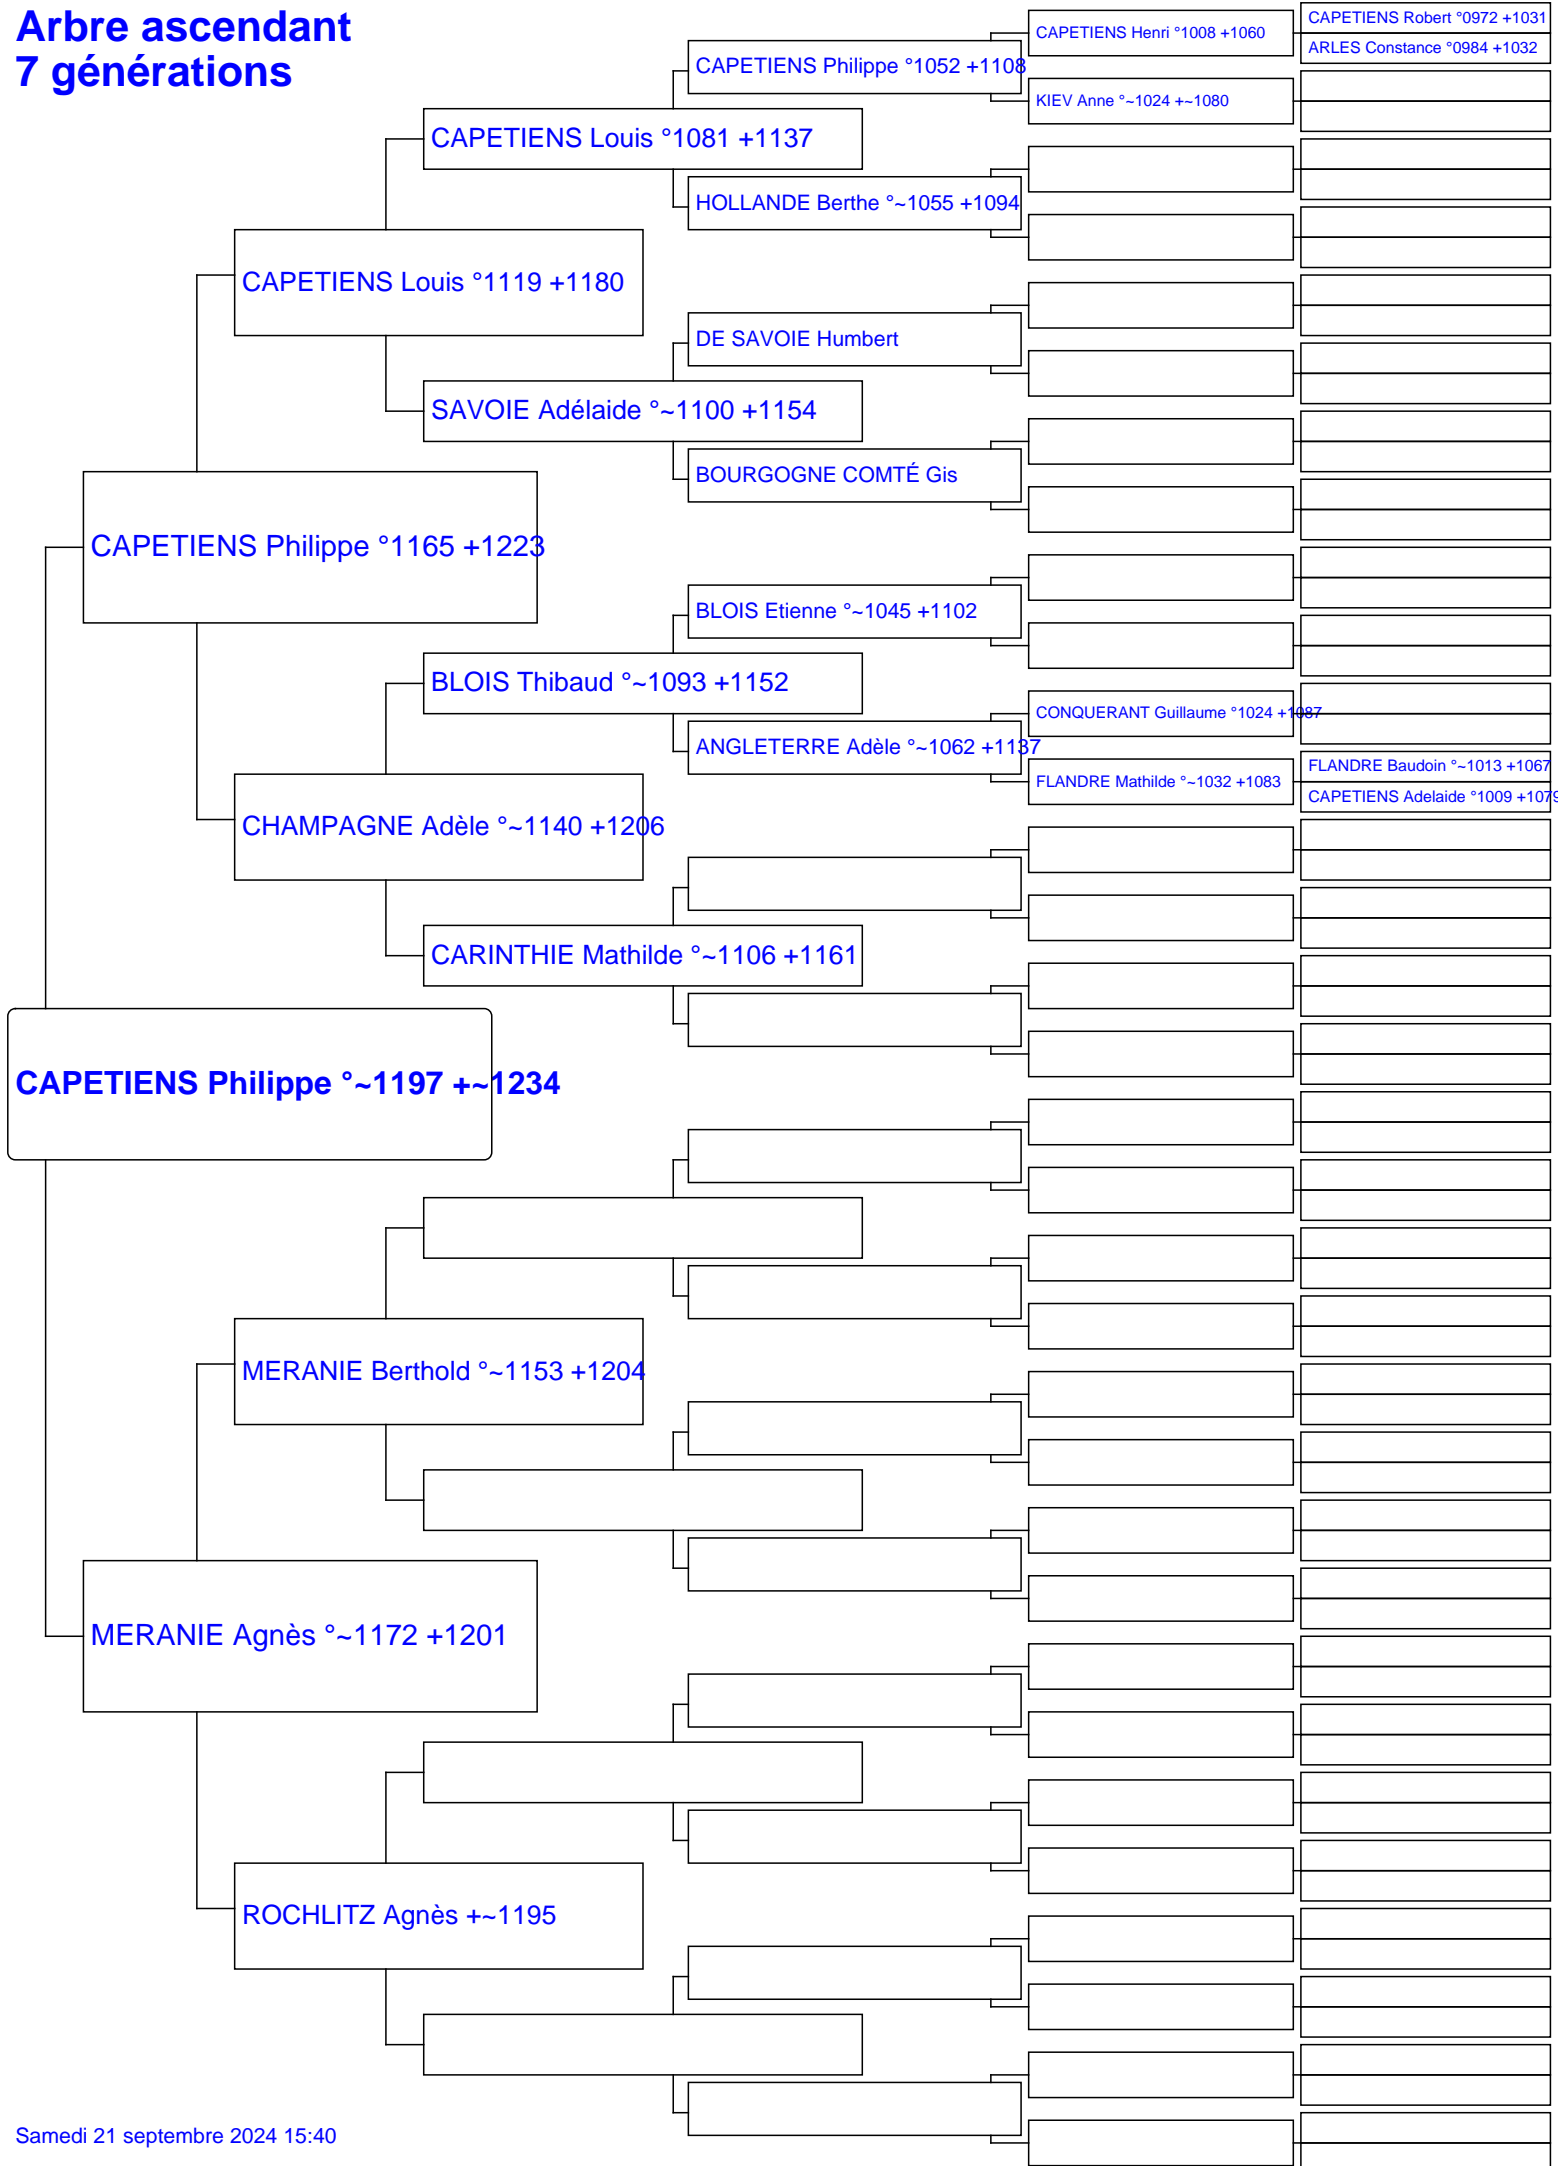 Arbre ascendant
7 générations
CAPETIENS Robert °0972 +1031
CAPETIENS Henri °1008 +1060
ARLES Constance °0984 +1032
CAPETIENS Philippe °1052 +1108
KIEV Anne °~1024 +~1080
CAPETIENS Louis °1081 +1137
HOLLANDE Berthe °~1055 +1094
CAPETIENS Louis °1119 +1180
DE SAVOIE Humbert
SAVOIE Adélaide °~1100 +1154
BOURGOGNE COMTÉ Gis
CAPETIENS Philippe °1165 +1223
BLOIS Etienne °~1045 +1102
BLOIS Thibaud °~1093 +1152
CONQUERANT Guillaume °1024 +1087
ANGLETERRE Adèle °~1062 +1137
FLANDRE Baudoin °~1013 +1067
FLANDRE Mathilde °~1032 +1083
CAPETIENS Adelaide °1009 +1079
CHAMPAGNE Adèle °~1140 +1206
CARINTHIE Mathilde °~1106 +1161
CAPETIENS Philippe °~1197 +~1234
MERANIE Berthold °~1153 +1204
MERANIE Agnès °~1172 +1201
ROCHLITZ Agnès +~1195
Samedi 21 septembre 2024 15:40